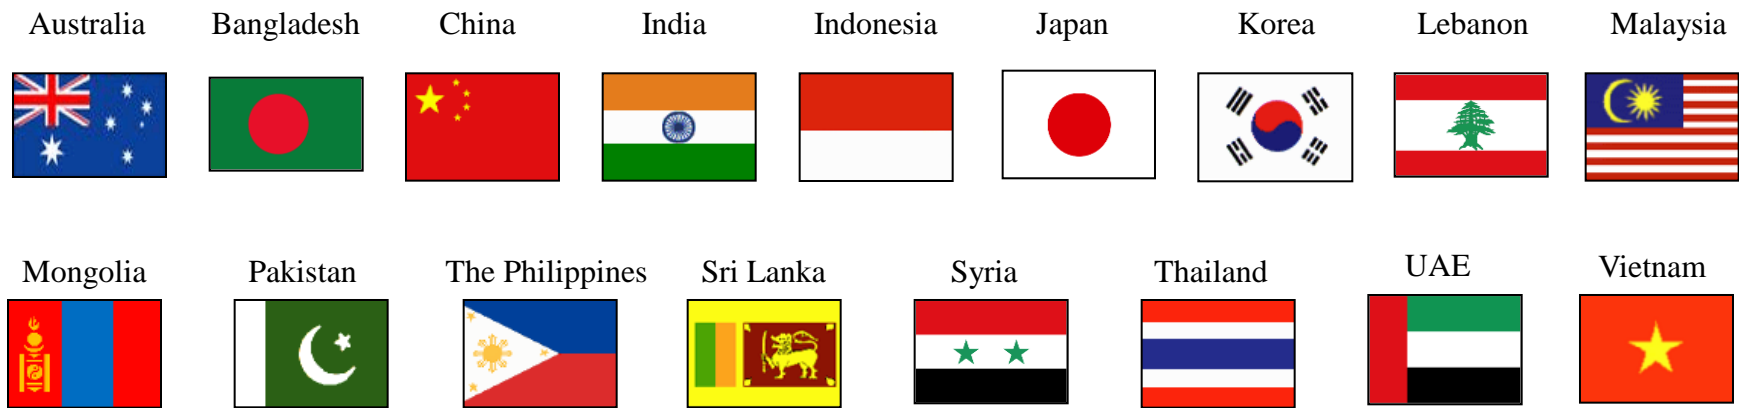 Australia Bangladesh China India Indonesia Japan Korea Lebanon Malaysia
Mongolia Pakistan The Philippines Sri Lanka Syria Thailand UAE Vietnam